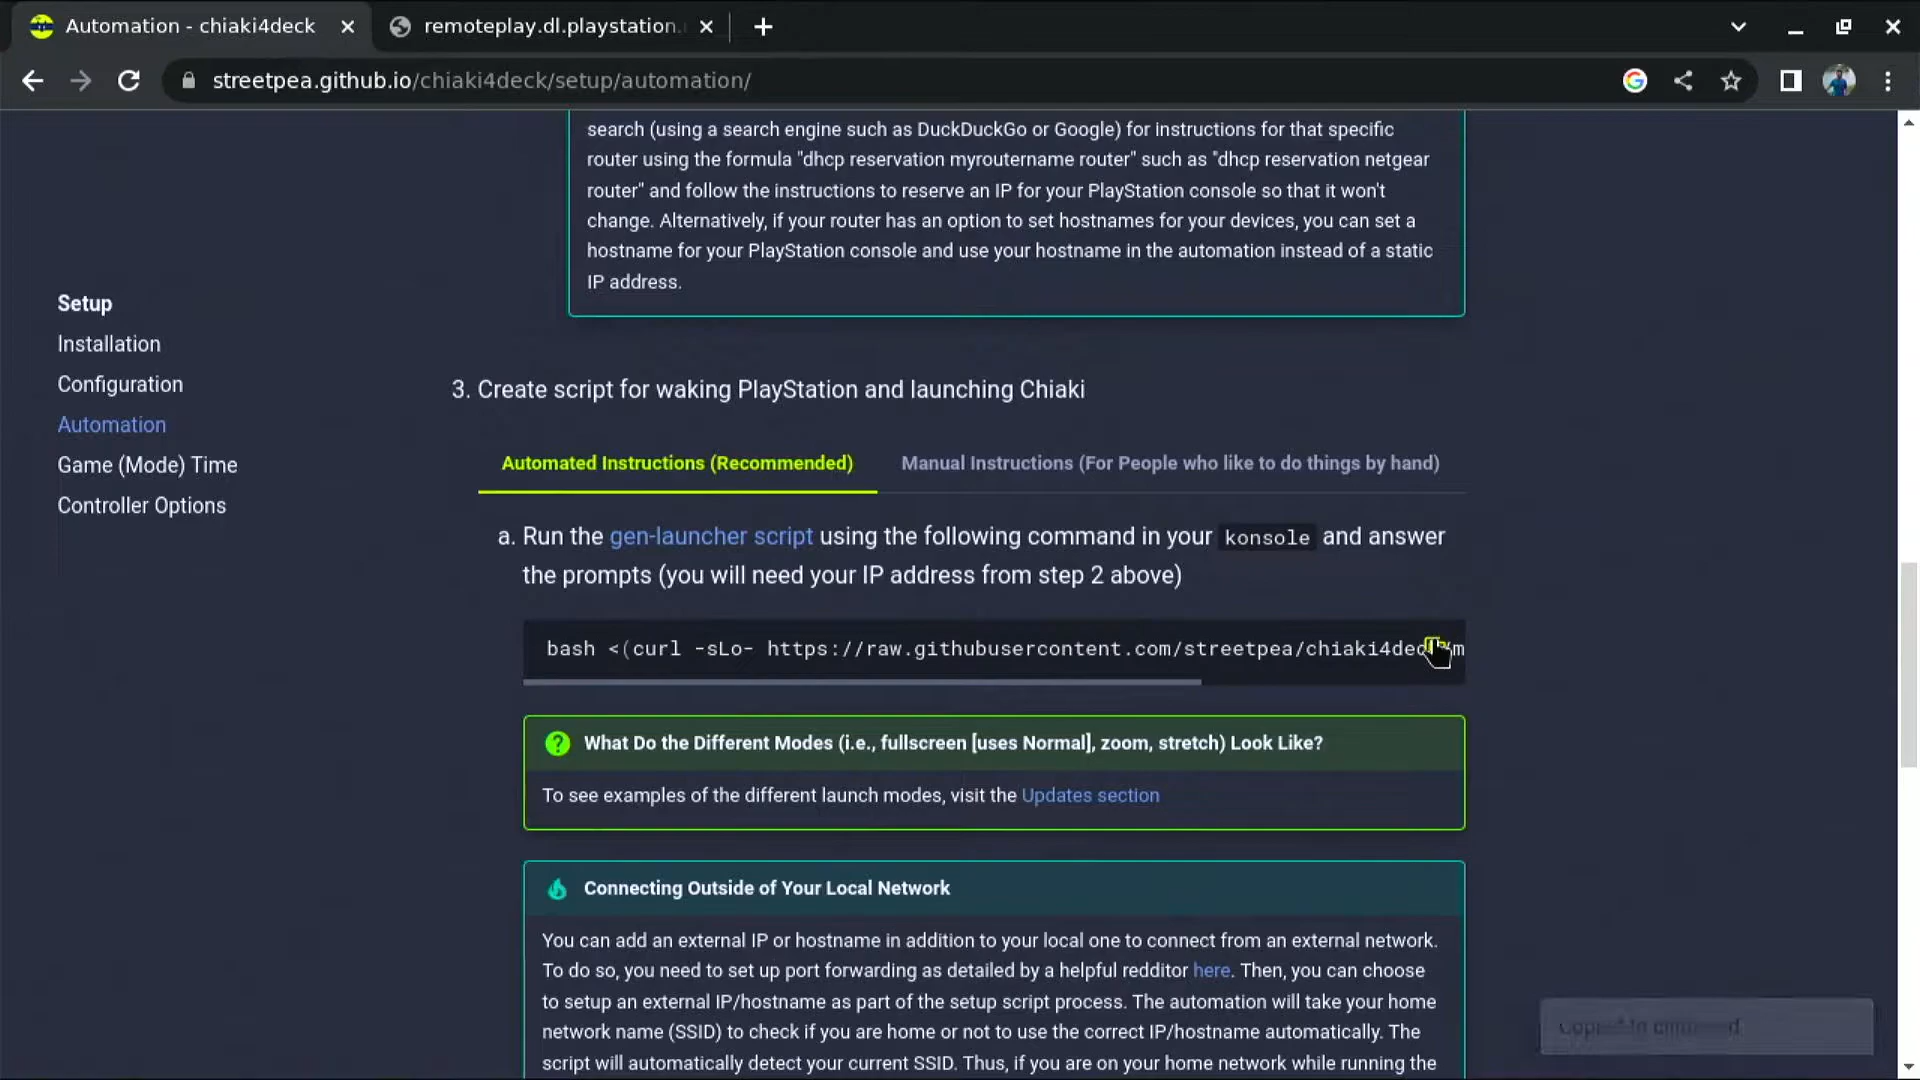 Automation - chiaki4deck
remoteplay.dl.playstation.
streetpea.github.io/chiaki4deck/setup/automation/
search (using a search engine such as DuckDuckGo or Google) for instructions for that specific
router using the formula "dhcp reservation myroutername router" such as "dhcp reservation netgear
router" and follow the instructions to reserve an IP for your PlayStation console so that it won't
change. Alternatively, if your router has an option to set hostnames for your devices, you can set a
hostname for your PlayStation console and use your hostname in the automation instead of a static
IP address.
Setup
Installation
Configuration
Automation
Game (Mode) Time
Controller Options
3. Create script for waking PlayStation and launching Chiaki
Automated Instructions (Recommended)
Manual Instructions (For People who like to do things by hand)
a. Run the gen-launcher script using the following command in your konsole and answer
the prompts (you will need your IP address from step 2 above)
bash <(curl -sLo- https://raw.githubusercontent.com/streetpea/chiaki4dec
What Do the Different Modes (i.e., fullscreen [uses Normal], zoom, stretch) Look Like?
To see examples of the different launch modes, visit the Updates section
Connecting Outside of Your Local Network
You can add an external IP or hostname in addition to your local one to connect from an external network.
To do so, you need to set up port forwarding as detailed by a helpful redditor here. Then, you can choose
to setup an external IP/hostname as part of the setup script process. The automation will take your home
network name (SSID) to check if you are home or not to use the correct IP/hostname automatically. The
script will automatically detect your current SSID. Thus, if you are on your home network while running the
Copied to clipboard